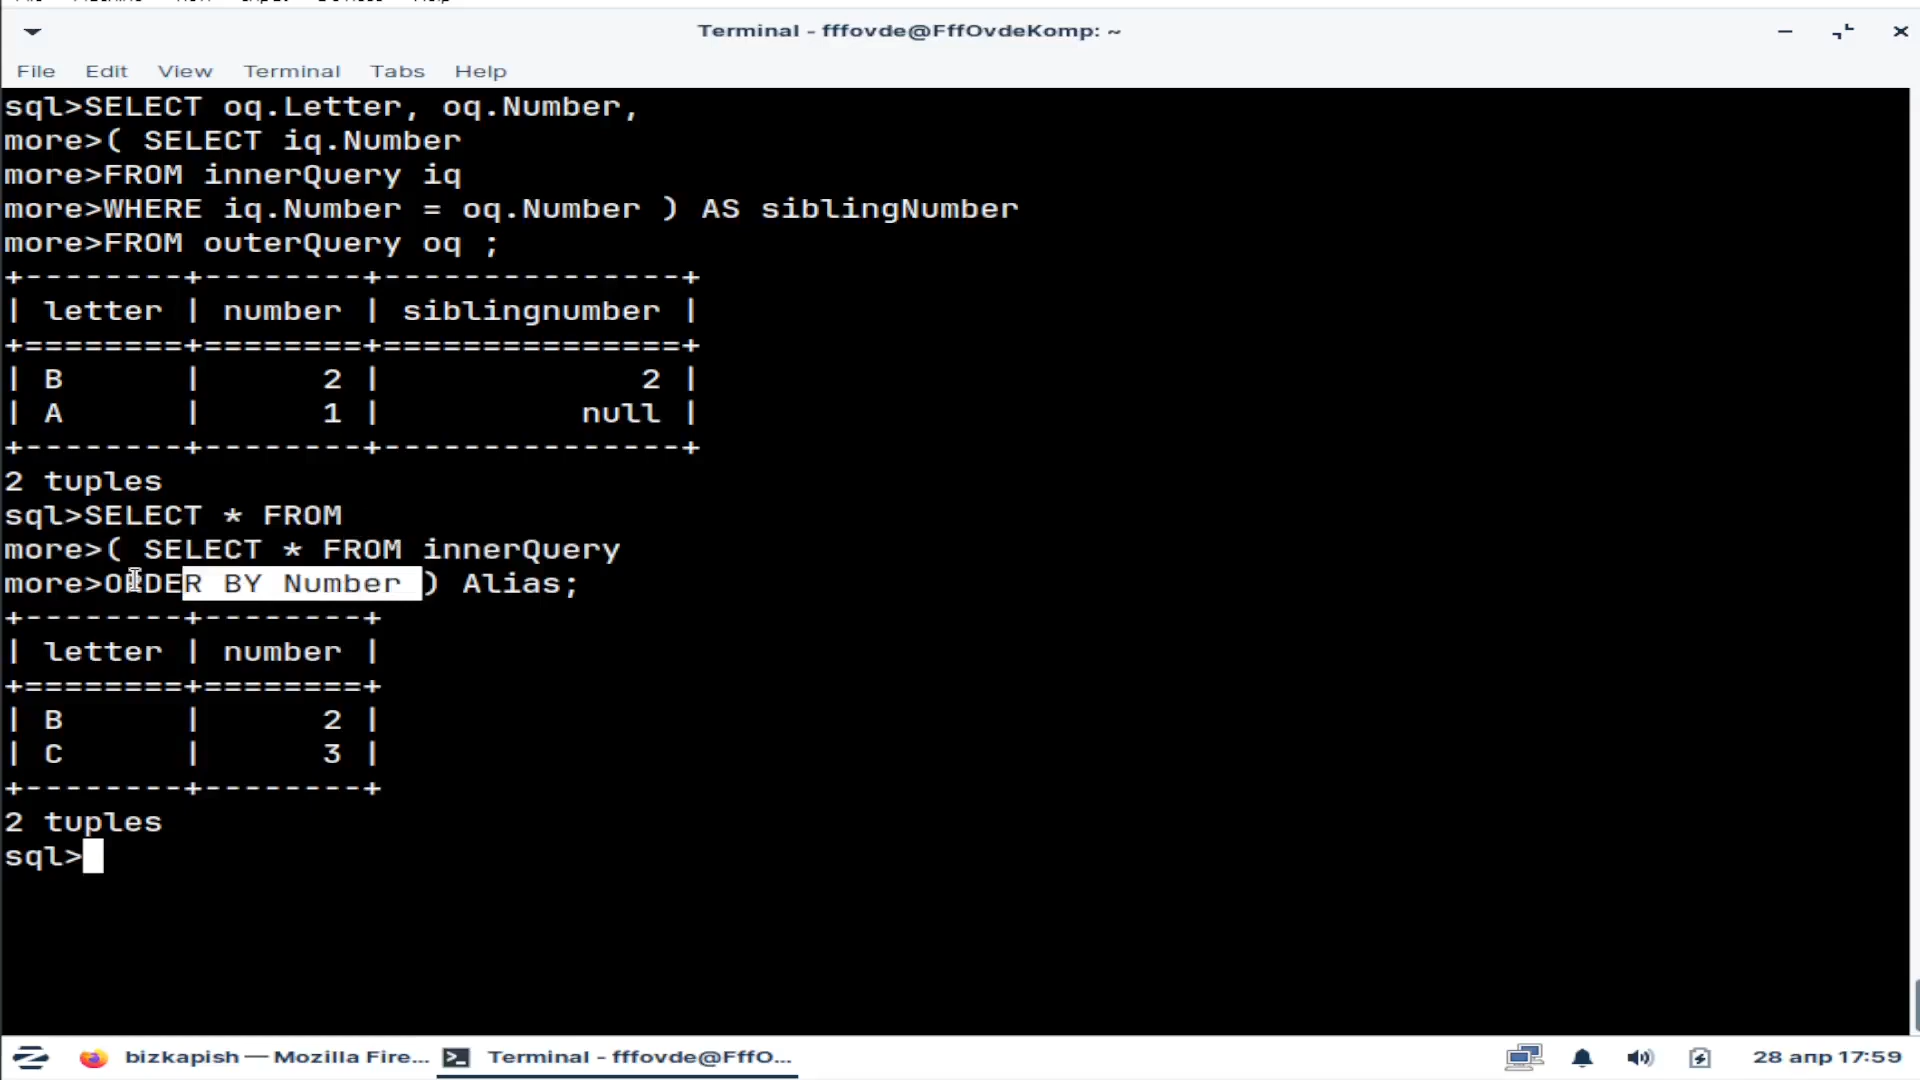 Terminal - fffovde@FffOvdeKomp: ~
File Edit View Terminal Tabs Help
sql>SELECT oq.Letter, oq.Number,
more>( SELECT iq.Number
more>FROM innerQuery iq
more>WHERE iq.Number = oq.Number ) AS siblingNumber
more>FROM outerQuery oq ;
+--------+--------+---------------+
| letter | number | siblingnumber |
+========+========+===============+
| B      |      2 |             2 |
| A      |      1 |          null |
+--------+--------+---------------+
2 tuples
sql>SELECT * FROM
more>( SELECT * FROM innerQuery
more>ORDER BY Number ) Alias;
+--------+--------+
| letter | number |
+========+========+
| B      |      2 |
| C      |      3 |
+--------+--------+
2 tuples
sql>
bizkapish — Mozilla Fire... Terminal - fffovde@FffO... 28 апр 17:59